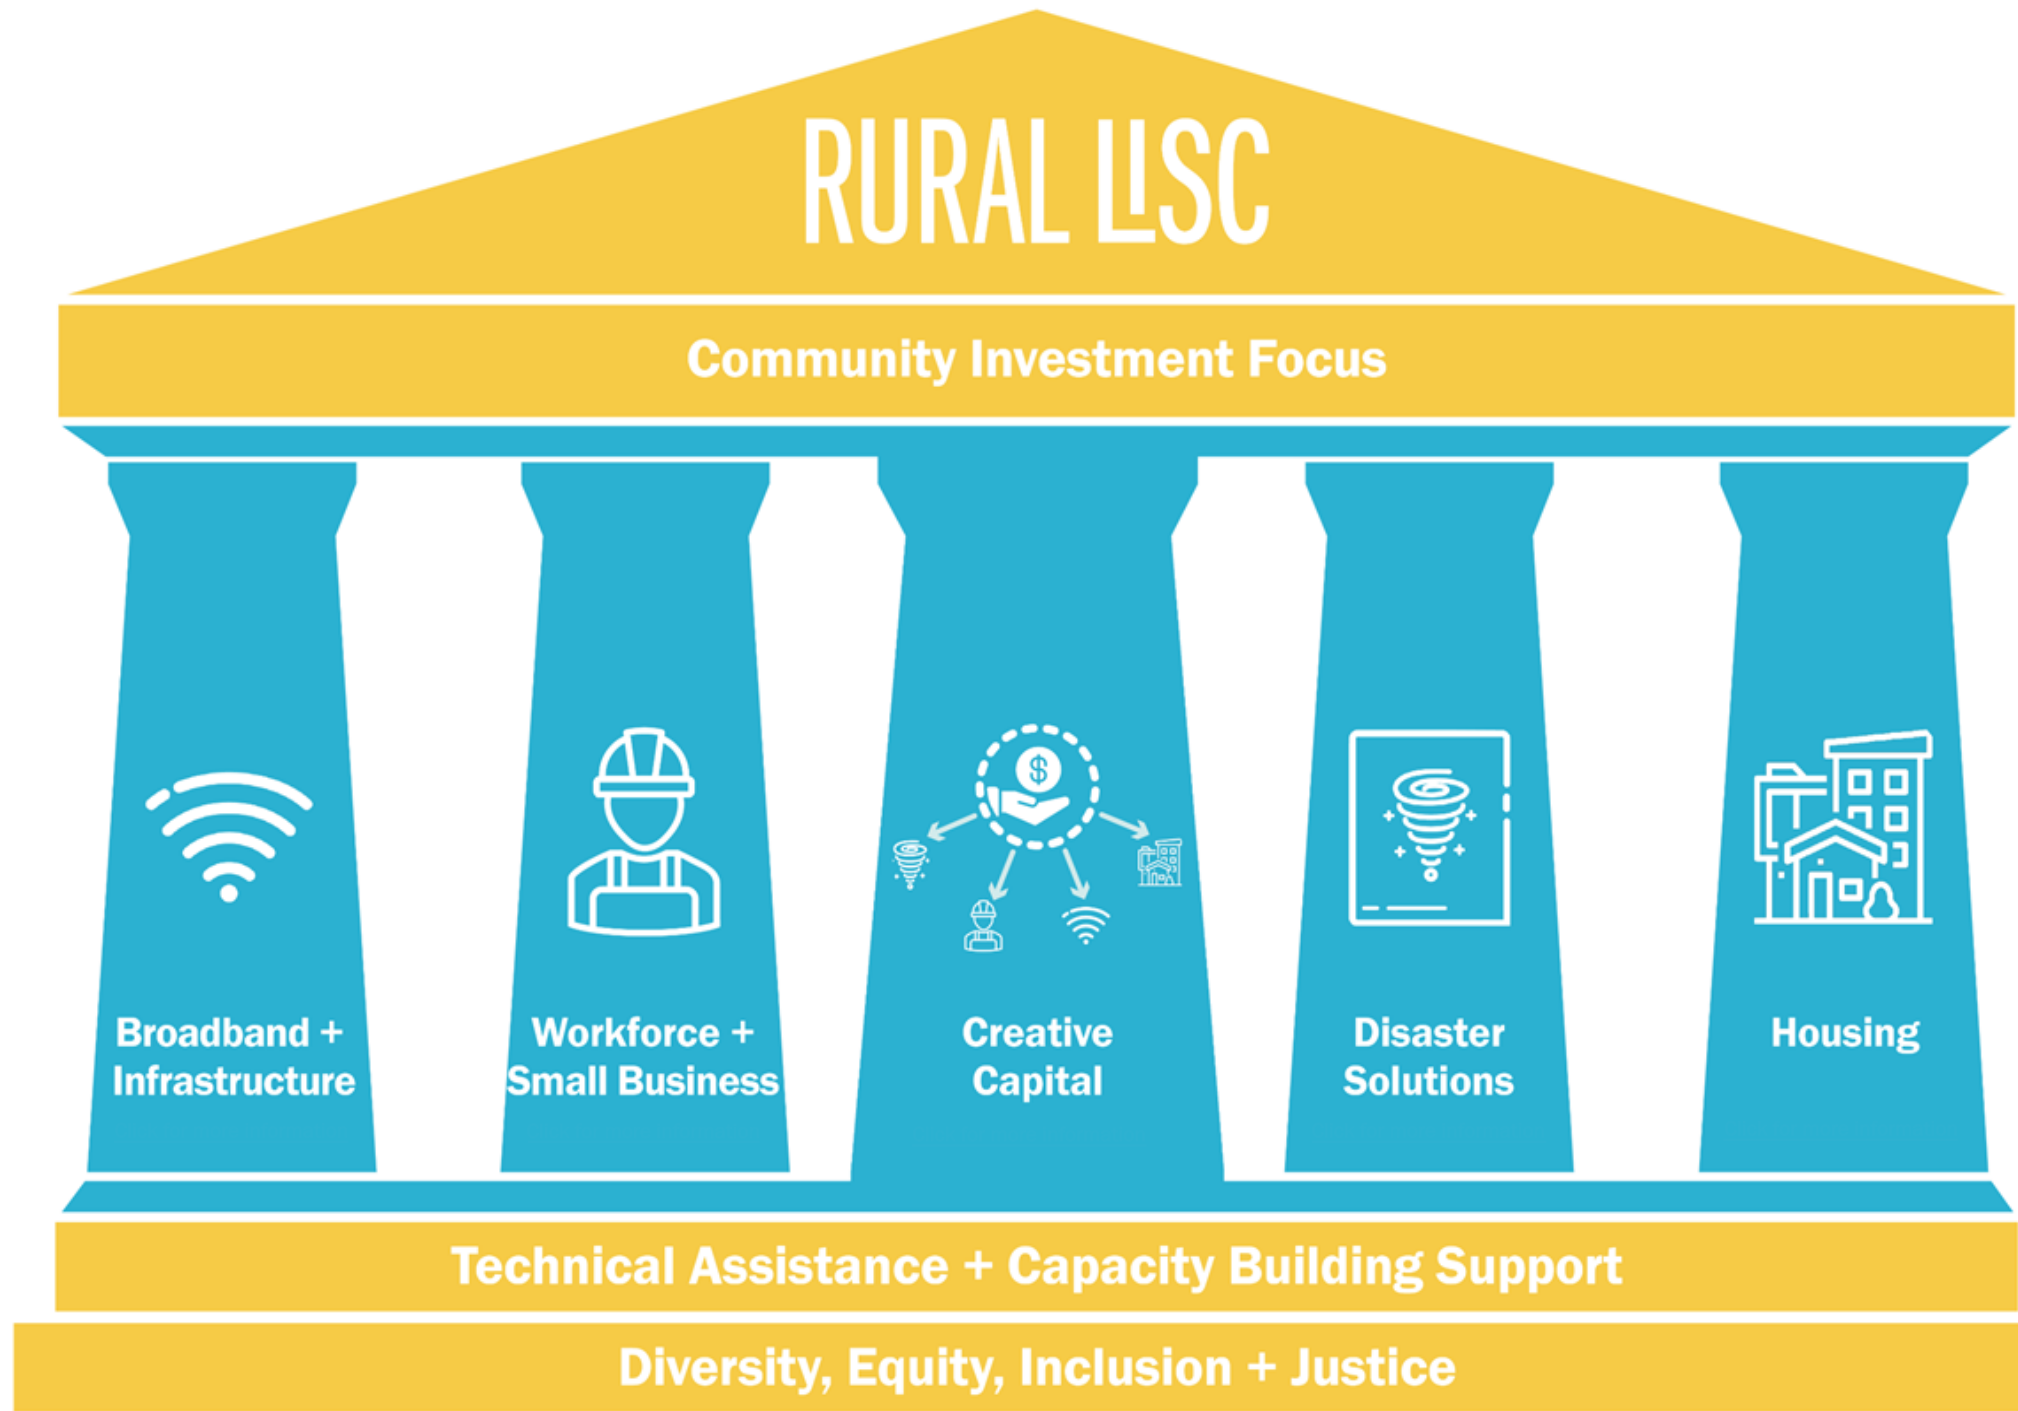 RURAL LISC
Community Investment Focus
Broadband +
Infrastructure
Workforce +
Small Business
$
Creative
Capital
Disaster
Solutions
Housing
Technical Assistance + Capacity Building Support
Diversity, Equity, Inclusion + Justice